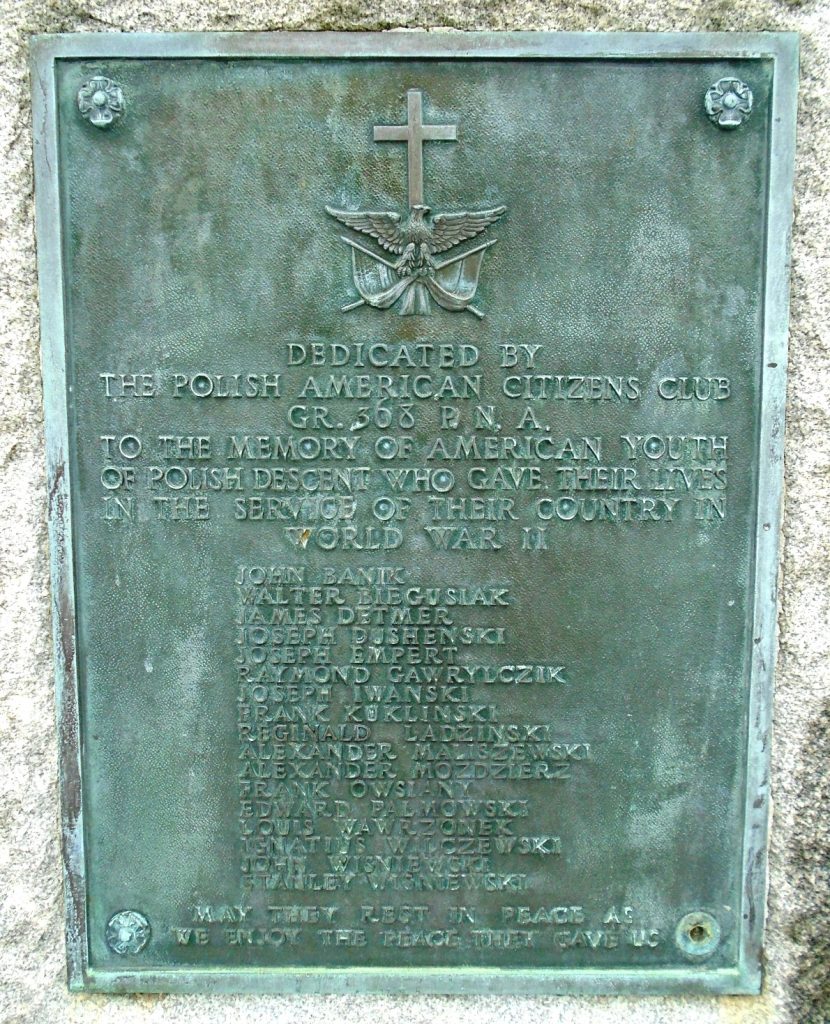 DEDICATED BY
THE POLISH AMERICAN CITIZENS CLUB
GR. 368 P. N. A.
TO THE MEMORY OF AMERICAN YOUTH
OF POLISH DESCENT WHO GAVE THEIR LIVES
IN THE SERVICE OF THEIR COUNTRY IN
WORLD WAR II
JOHN BANIK
WALTER BIEGUSIAK
JAMES DETMER
JOSEPH DUSHENSKI
JOSEPH EMPERT
RAYMOND GAWRYLCZIK
JOSEPH IWANSKI
FRANK KUKLINSKI
REGINALD LADZINSKI
ALEXANDER MALISZEWSKI
ALEXANDER MOZDZIERZ
FRANK OWSIANY
EDWARD PALMOWSKI
LOUIS WAWRZONEK
IGNATIUS WILCZEWSKI
JOHN WISNIEWSKI
STANLEY WISNIEWSKI
MAY THEY REST IN PEACE AS
WE ENJOY THE PEACE THEY GAVE US